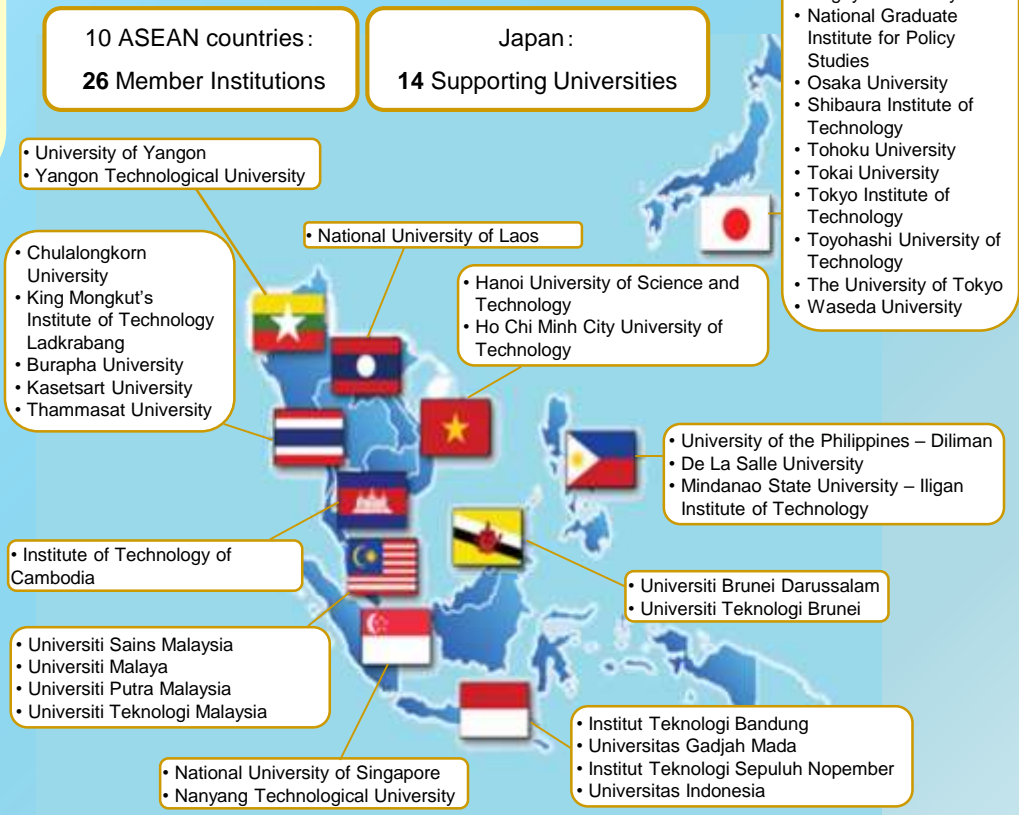 10 ASEAN countries:
26 Member Institutions
Japan:
14 Supporting Universities
• National Graduate
Institute for Policy
Studies
• Osaka University
• Shibaura Institute of
Technology
• Tohoku University
• Tokai University
• Tokyo Institute of
Technology
• Toyohashi University of
Technology
• The University of Tokyo
• Waseda University
• University of Yangon
• Yangon Technological University
• National University of Laos
• Chulalongkorn
University
• King Mongkut's
Institute of Technology
Ladkrabang
• Burapha University
• Kasetsart University
• Thammasat University
• Hanoi University of Science and
Technology
• Ho Chi Minh City University of
Technology
• University of the Philippines – Diliman
• De La Salle University
• Mindanao State University – Iligan
Institute of Technology
• Institute of Technology of
Cambodia
• Universiti Brunei Darussalam
• Universiti Teknologi Brunei
• Universiti Sains Malaysia
• Universiti Malaya
• Universiti Putra Malaysia
• Universiti Teknologi Malaysia
• Institut Teknologi Bandung
• Universitas Gadjah Mada
• Institut Teknologi Sepuluh Nopember
• Universitas Indonesia
• National University of Singapore
• Nanyang Technological University